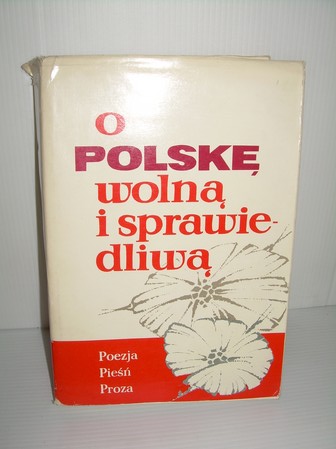 o
POLSKĘ
wolną
i sprawie-
dliwą
Poezja
Pieśń
Proza